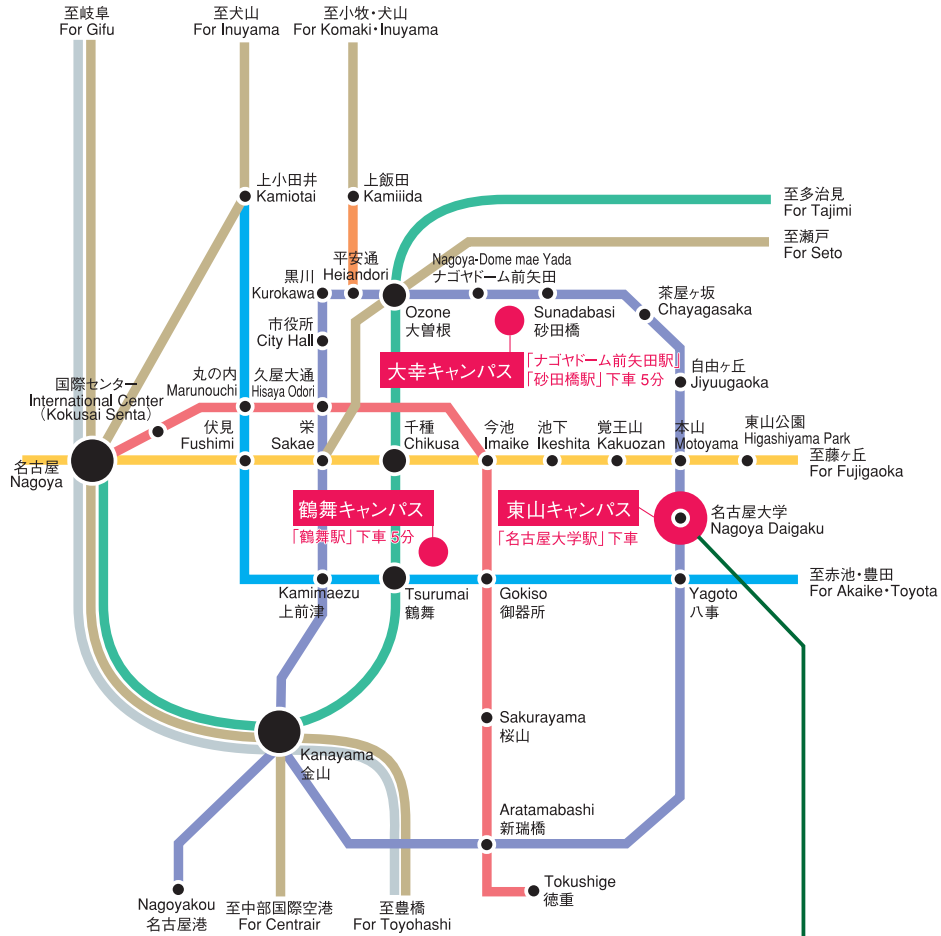 至岐阜
For Gifu
至犬山
For Inuyama
至小牧・犬山
For Komaki・Inuyama
上小田井
Kamiotai
上飯田
Kamiiida
至多治見
For Tajimi
至瀬戸
For Seto
平安通
Heiandori
黒川
Kurokawa
Nagoya-Dome mae Yada
ナゴヤドーム前矢田
茶屋ヶ坂
Chayagasaka
Ozone
大曽根
Sunadabasi
砂田橋
市役所
City Hall
大幸キャンパス
「ナゴヤドーム前矢田駅」
「砂田橋駅」下車 5分
自由ヶ丘
Jiyuugaoka
国際センター
International Center
(Kokusai Senta)
丸の内
Marunouchi
久屋大通
Hisaya Odori
伏見
Fushimi
栄
Sakae
千種
Chikusa
今池
Imaike
池下
Ikeshita
覚王山
Kakuozan
本山
Motoyama
東山公園
Higashiyama Park
至藤ヶ丘
For Fujigaoka
名古屋
Nagoya
鶴舞キャンパス
「鶴舞駅」下車 5分
東山キャンパス
「名古屋大学駅」下車
名古屋大学
Nagoya Daigaku
Kamimaezu
上前津
Tsurumai
鶴舞
Gokiso
御器所
Yagoto
八事
至赤池・豊田
For Akaike・Toyota
Sakurayama
桜山
Kanayama
金山
Aratamabashi
新瑞橋
Tokushige
徳重
Nagoyakou
名古屋港
至中部国際空港
For Centrair
至豊橋
For Toyohashi